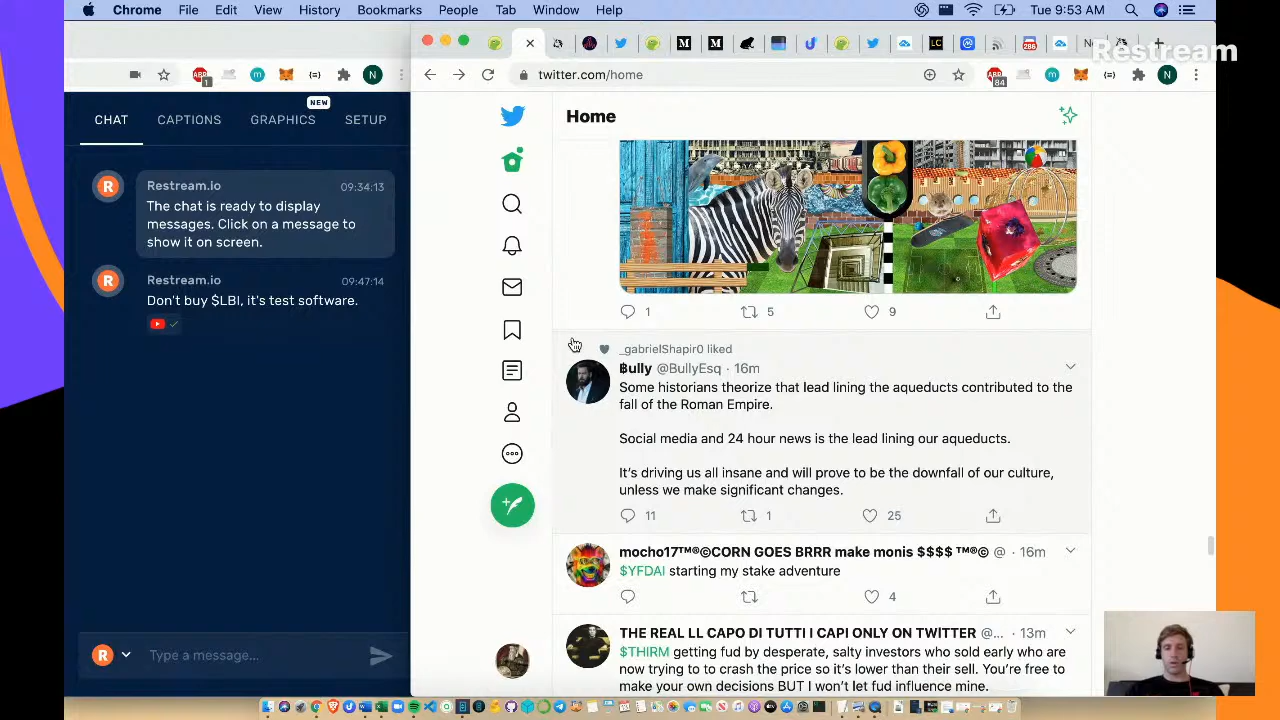 Chrome File Edit View History Bookmarks People Tab Window Help
Tue 9:53 AM
Restream
twitter.com/home
ABP 1
N
286
ABP 84
N
LC
NEW
CHAT CAPTIONS GRAPHICS SETUP
Restream.io 09:34:13
The chat is ready to display
messages. Click on a message to
show it on screen.
Restream.io 09:47:14
Don't buy $LBI, it's test software.
Type a message...
Home
1 5 9
_gabrielShapir0 liked
₿ully @BullyEsq · 16m
Some historians theorize that lead lining the aqueducts contributed to the
fall of the Roman Empire.
Social media and 24 hour news is the lead lining our aqueducts.
It's driving us all insane and will prove to be the downfall of our culture,
unless we make significant changes.
11 1 25
mocho17™®©CORN GOES BRRR make monis $$$$ ™®© @ · 16m
$YFDAI starting my stake adventure
4
THE REAL LL CAPO DI TUTTI I CAPI ONLY ON TWITTER @... · 13m
$THIRM getting fud by desperate, salty investors who sold early who are
now trying to to crash the price so it's lower than their sell. You're free to
make your own decisions BUT I won't let fud influence mine.